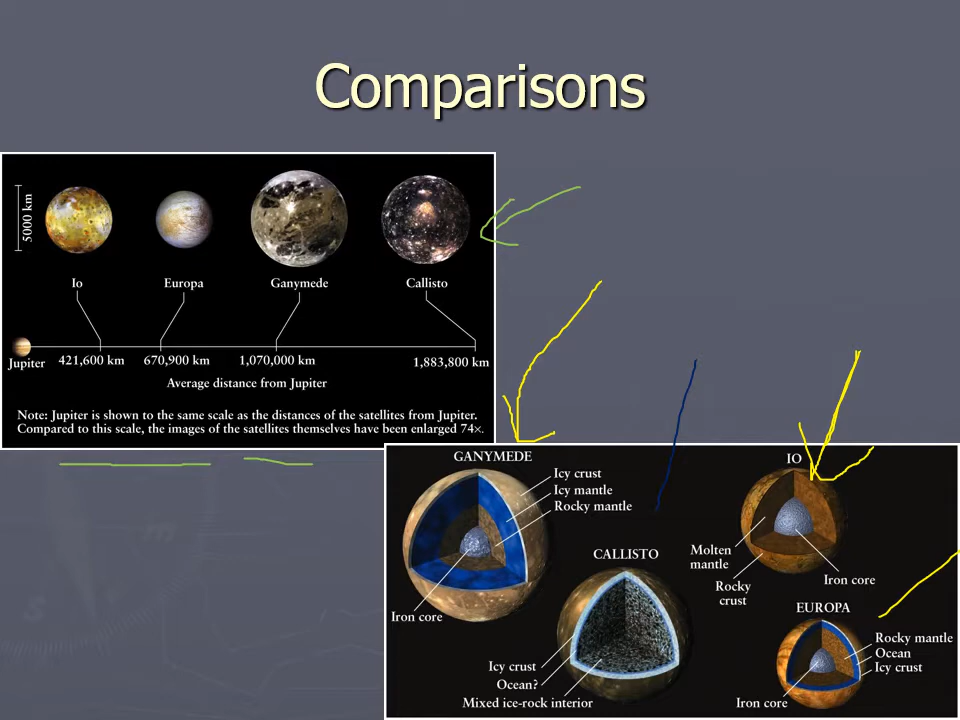 Comparisons
5000 km
Io
Europa
Ganymede
Callisto
Jupiter
421,600 km
670,900 km
1,070,000 km
1,883,800 km
Average distance from Jupiter
Note: Jupiter is shown to the same scale as the distances of the satellites from Jupiter.
Compared to this scale, the images of the satellites themselves have been enlarged 74×.
GANYMEDE
Icy crust
Icy mantle
Rocky mantle
Iron core
CALLISTO
Icy crust
Ocean?
Mixed ice-rock interior
IO
Molten
mantle
Rocky
crust
Iron core
EUROPA
Rocky mantle
Ocean
Icy crust
Iron core